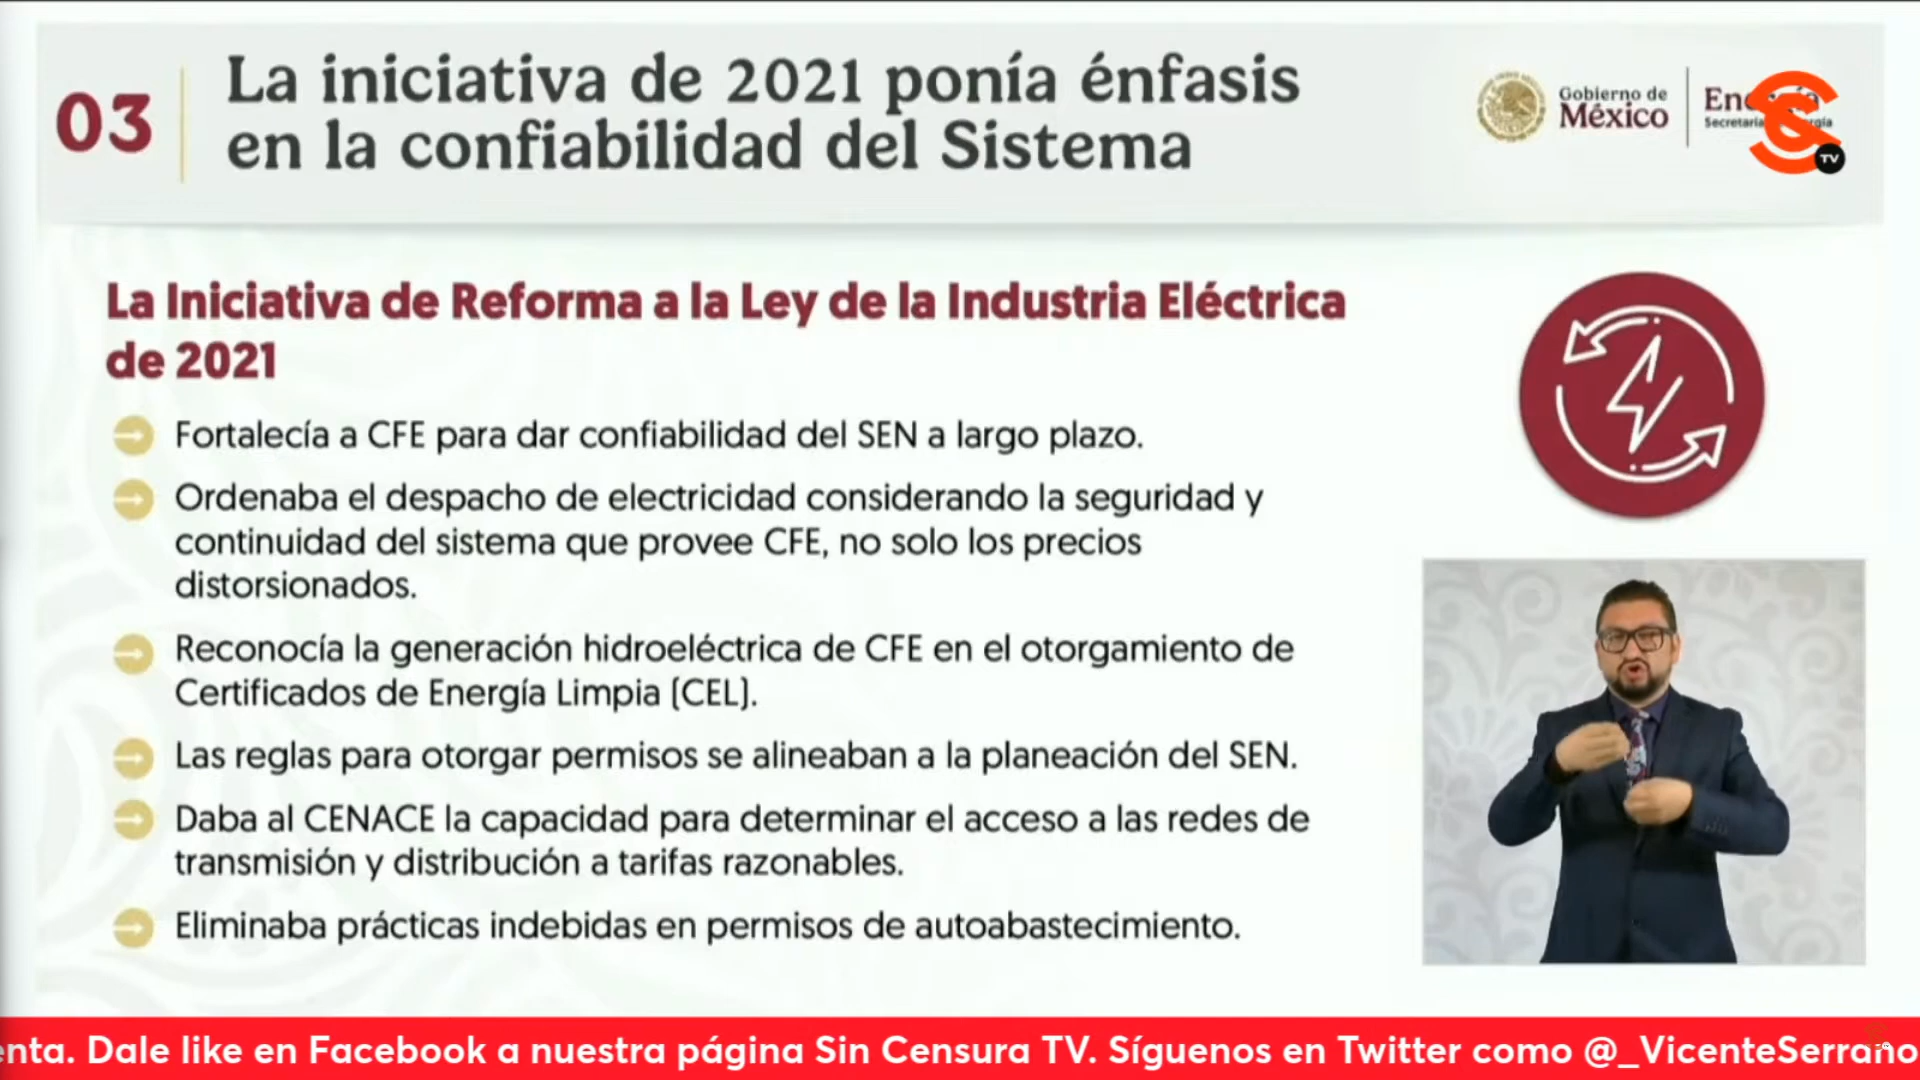 03
La iniciativa de 2021 ponía énfasis
en la confiabilidad del Sistema
Gobierno de
México
TV
La Iniciativa de Reforma a la Ley de la Industria Eléctrica
de 2021
Fortalecía a CFE para dar confiabilidad del SEN a largo plazo.
Ordenaba el despacho de electricidad considerando la seguridad y
continuidad del sistema que provee CFE, no solo los precios
distorsionados.
Reconocía la generación hidroeléctrica de CFE en el otorgamiento de
Certificados de Energía Limpia (CEL).
Las reglas para otorgar permisos se alineaban a la planeación del SEN.
Daba al CENACE la capacidad para determinar el acceso a las redes de
transmisión y distribución a tarifas razonables.
Eliminaba prácticas indebidas en permisos de autoabastecimiento.
enta. Dale like en Facebook a nuestra página Sin Censura TV. Síguenos en Twitter como @_VicenteSerrano